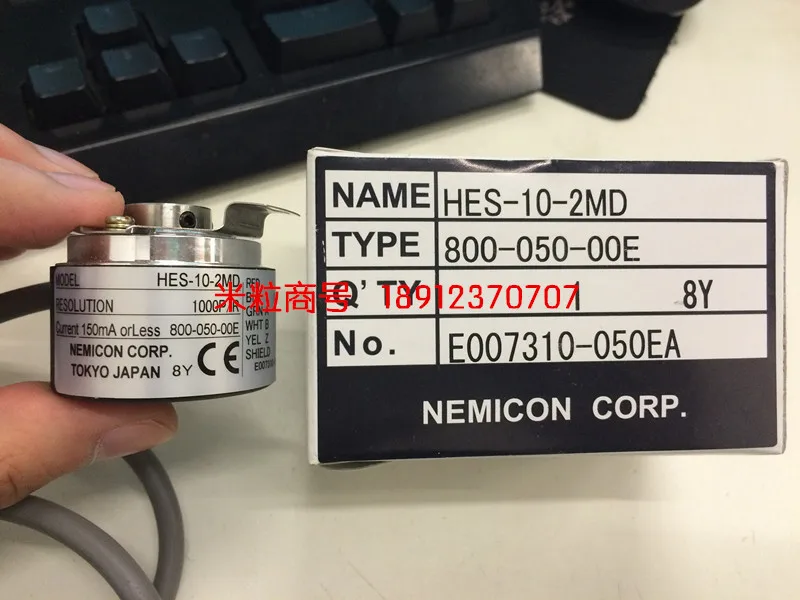 MODEL HES-10-2MD
RESOLUTION 1000P/R
Current 150mA orLess 800-050-00E
NEMICON CORP.
TOKYO JAPAN 8Y CE
RED
GRN
WHT B
YEL Z
SHIELD
米粒商号 18912370707
NAME HES-10-2MD
TYPE 800-050-00E
Q'TY 1 8Y
No. E007310-050EA
NEMICON CORP.